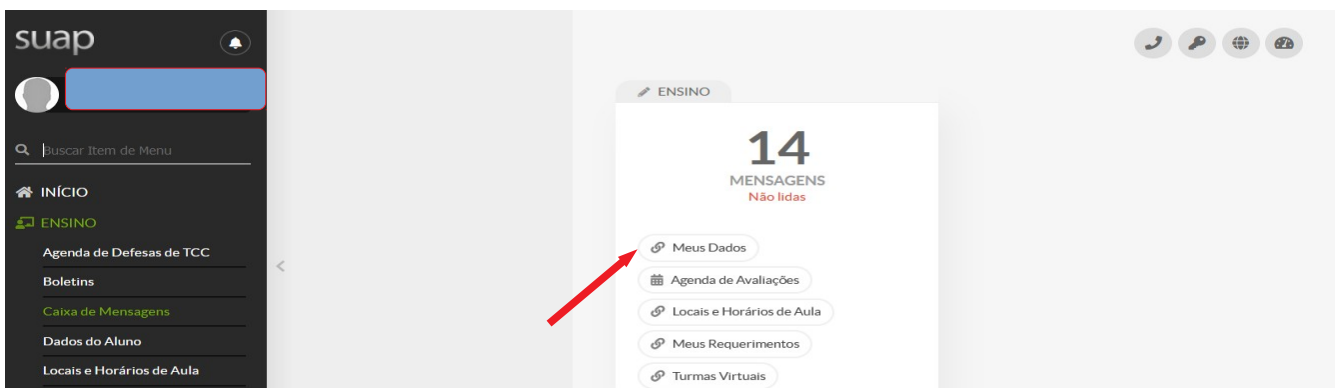 suap
Buscar Item de Menu
INÍCIO
ENSINO
Agenda de Defesas de TCC
Boletins
Caixa de Mensagens
Dados do Aluno
Locais e Horários de Aula
ENSINO
14
MENSAGENS
Não lidas
Meus Dados
Agenda de Avaliações
Locais e Horários de Aula
Meus Requerimentos
Turmas Virtuais